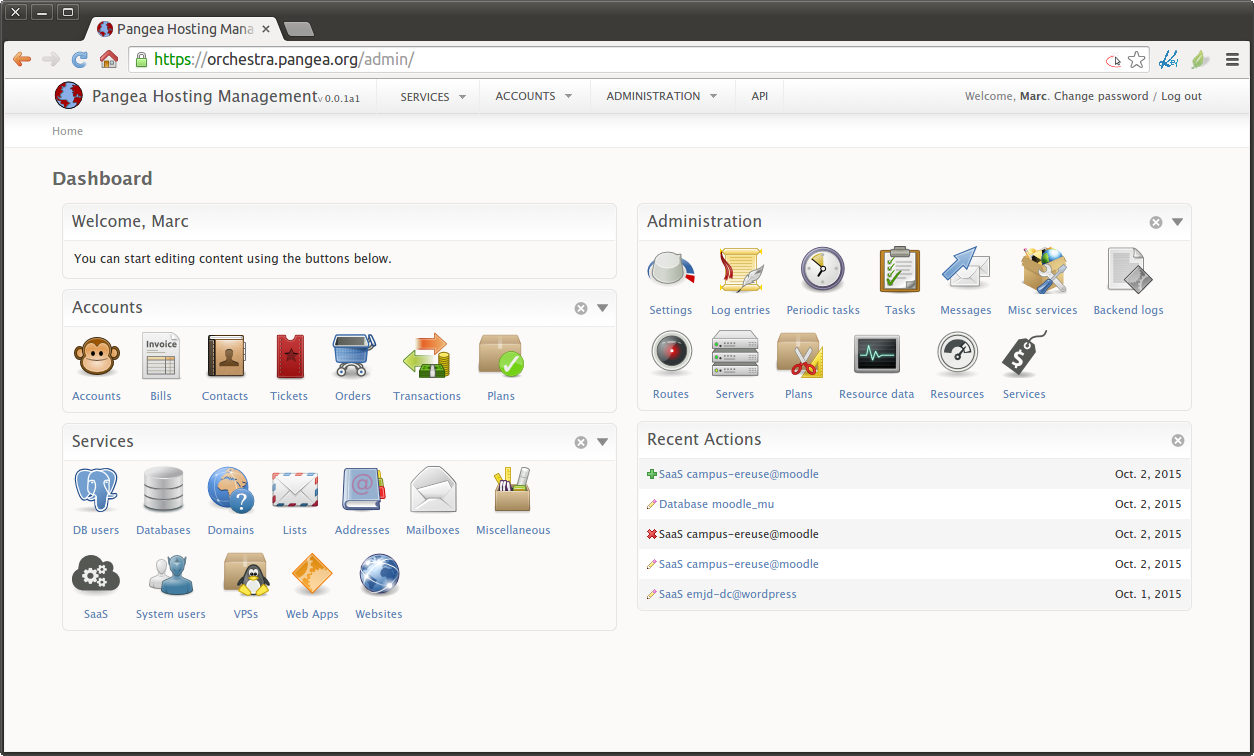 Pangea Hosting Mana
https://orchestra.pangea.org/admin/
Pangea Hosting Management v 0.0.1a1
SERVICES ACCOUNTS ADMINISTRATION API
Welcome, Marc. Change password / Log out
Home
Dashboard
Welcome, Marc
You can start editing content using the buttons below.
Accounts
Invoice
Accounts Bills Contacts Tickets Orders Transactions Plans
Services
DB users Databases Domains Lists Addresses Mailboxes Miscellaneous
SaaS System users VPSs Web Apps Websites
Administration
Settings Log entries Periodic tasks Tasks Messages Misc services Backend logs
Routes Servers Plans Resource data Resources Services
Recent Actions
SaaS campus-ereuse@moodle Oct. 2, 2015
Database moodle_mu Oct. 2, 2015
SaaS campus-ereuse@moodle Oct. 2, 2015
SaaS campus-ereuse@moodle Oct. 2, 2015
SaaS emjd-dc@wordpress Oct. 1, 2015